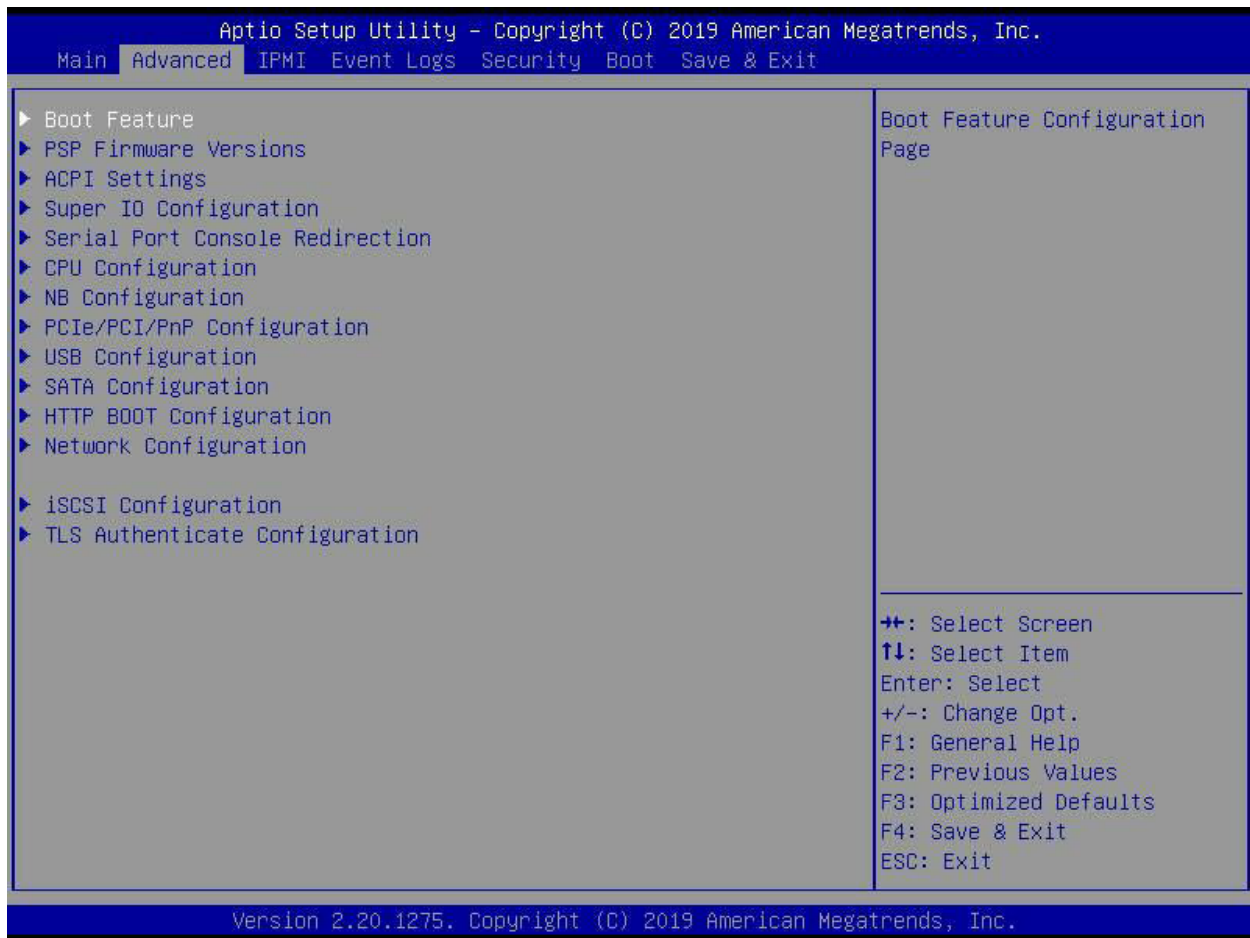 Aptio Setup Utility – Copyright (C) 2019 American Megatrends, Inc.
Main Advanced IPMI Event Logs Security Boot Save & Exit
▶ Boot Feature
▶ PSP Firmware Versions
▶ ACPI Settings
▶ Super IO Configuration
▶ Serial Port Console Redirection
▶ CPU Configuration
▶ NB Configuration
▶ PCIe/PCI/PnP Configuration
▶ USB Configuration
▶ SATA Configuration
▶ HTTP BOOT Configuration
▶ Network Configuration
▶ iSCSI Configuration
▶ TLS Authenticate Configuration
Boot Feature Configuration
Page
→←: Select Screen
↑↓: Select Item
Enter: Select
+/-: Change Opt.
F1: General Help
F2: Previous Values
F3: Optimized Defaults
F4: Save & Exit
ESC: Exit
Version 2.20.1275. Copyright (C) 2019 American Megatrends, Inc.